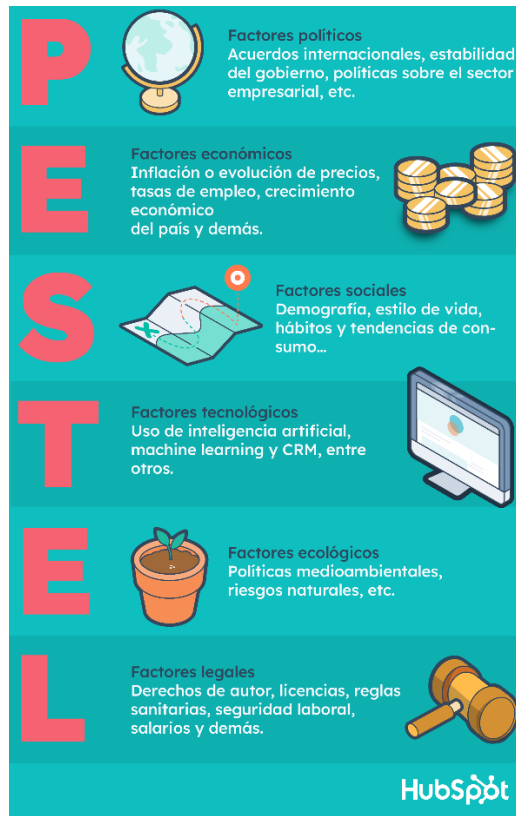 P
Factores políticos
Acuerdos internacionales, estabilidad
del gobierno, políticas sobre el sector
empresarial, etc.
E
Factores económicos
Inflación o evolución de precios,
tasas de empleo, crecimiento
económico
del país y demás.
S
Factores sociales
Demografía, estilo de vida,
hábitos y tendencias de con-
sumo...
T
Factores tecnológicos
Uso de inteligencia artificial,
machine learning y CRM, entre
otros.
E
Factores ecológicos
Políticas medioambientales,
riesgos naturales, etc.
L
Factores legales
Derechos de autor, licencias, reglas
sanitarias, seguridad laboral,
salarios y demás.
HubSpot